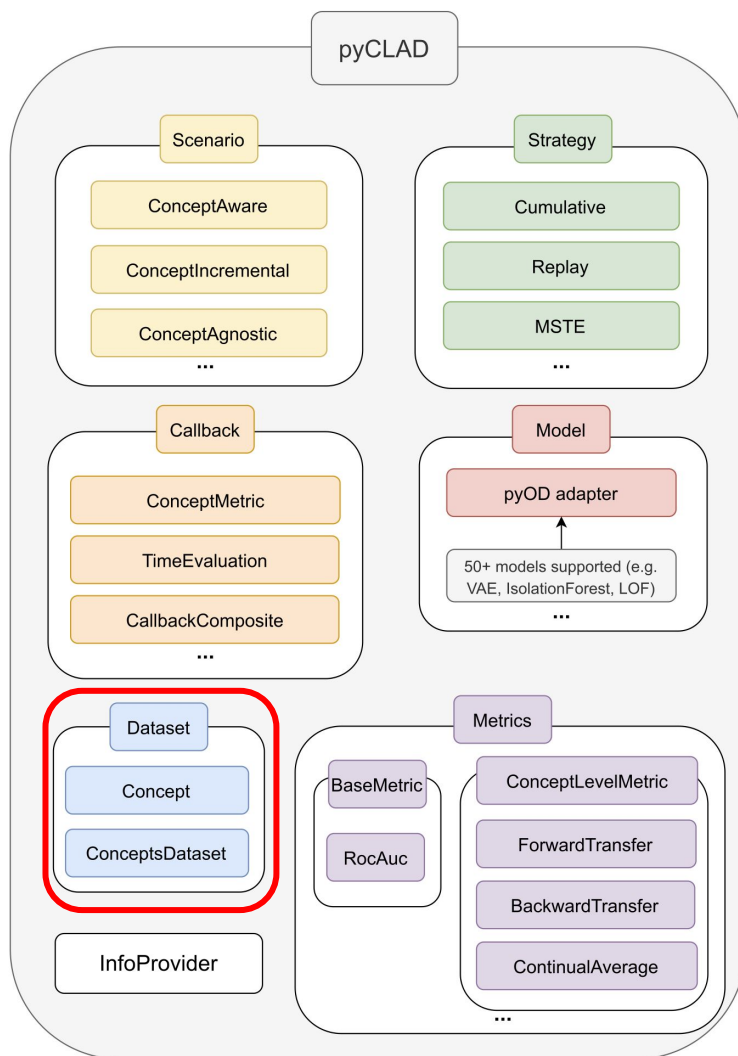 pyCLAD
Scenario
ConceptAware
ConceptIncremental
ConceptAgnostic
...
Strategy
Cumulative
Replay
MSTE
...
Callback
ConceptMetric
TimeEvaluation
CallbackComposite
...
Model
pyOD adapter
50+ models supported (e.g.
VAE, IsolationForest, LOF)
...
Dataset
Concept
ConceptsDataset
Metrics
BaseMetric
RocAuc
ConceptLevelMetric
ForwardTransfer
BackwardTransfer
ContinualAverage
...
InfoProvider